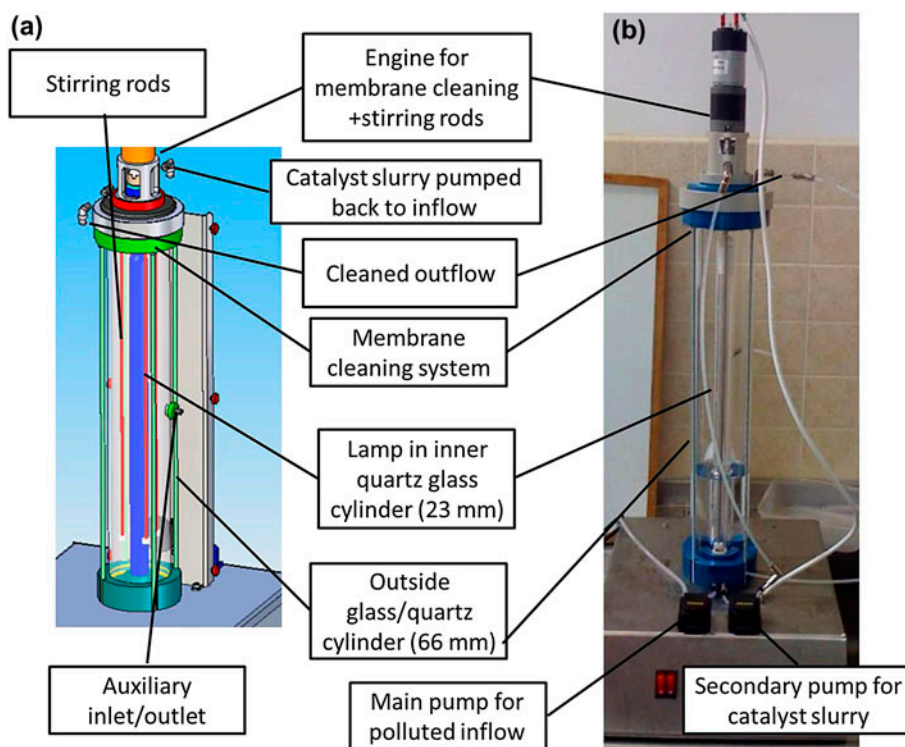 (a)
(b)
Stirring rods
Engine for
membrane cleaning
+stirring rods
Catalyst slurry pumped
back to inflow
Cleaned outflow
Membrane
cleaning system
Lamp in inner
quartz glass
cylinder (23 mm)
Outside
glass/quartz
cylinder (66 mm)
Auxiliary
inlet/outlet
Main pump for
polluted inflow
Secondary pump for
catalyst slurry